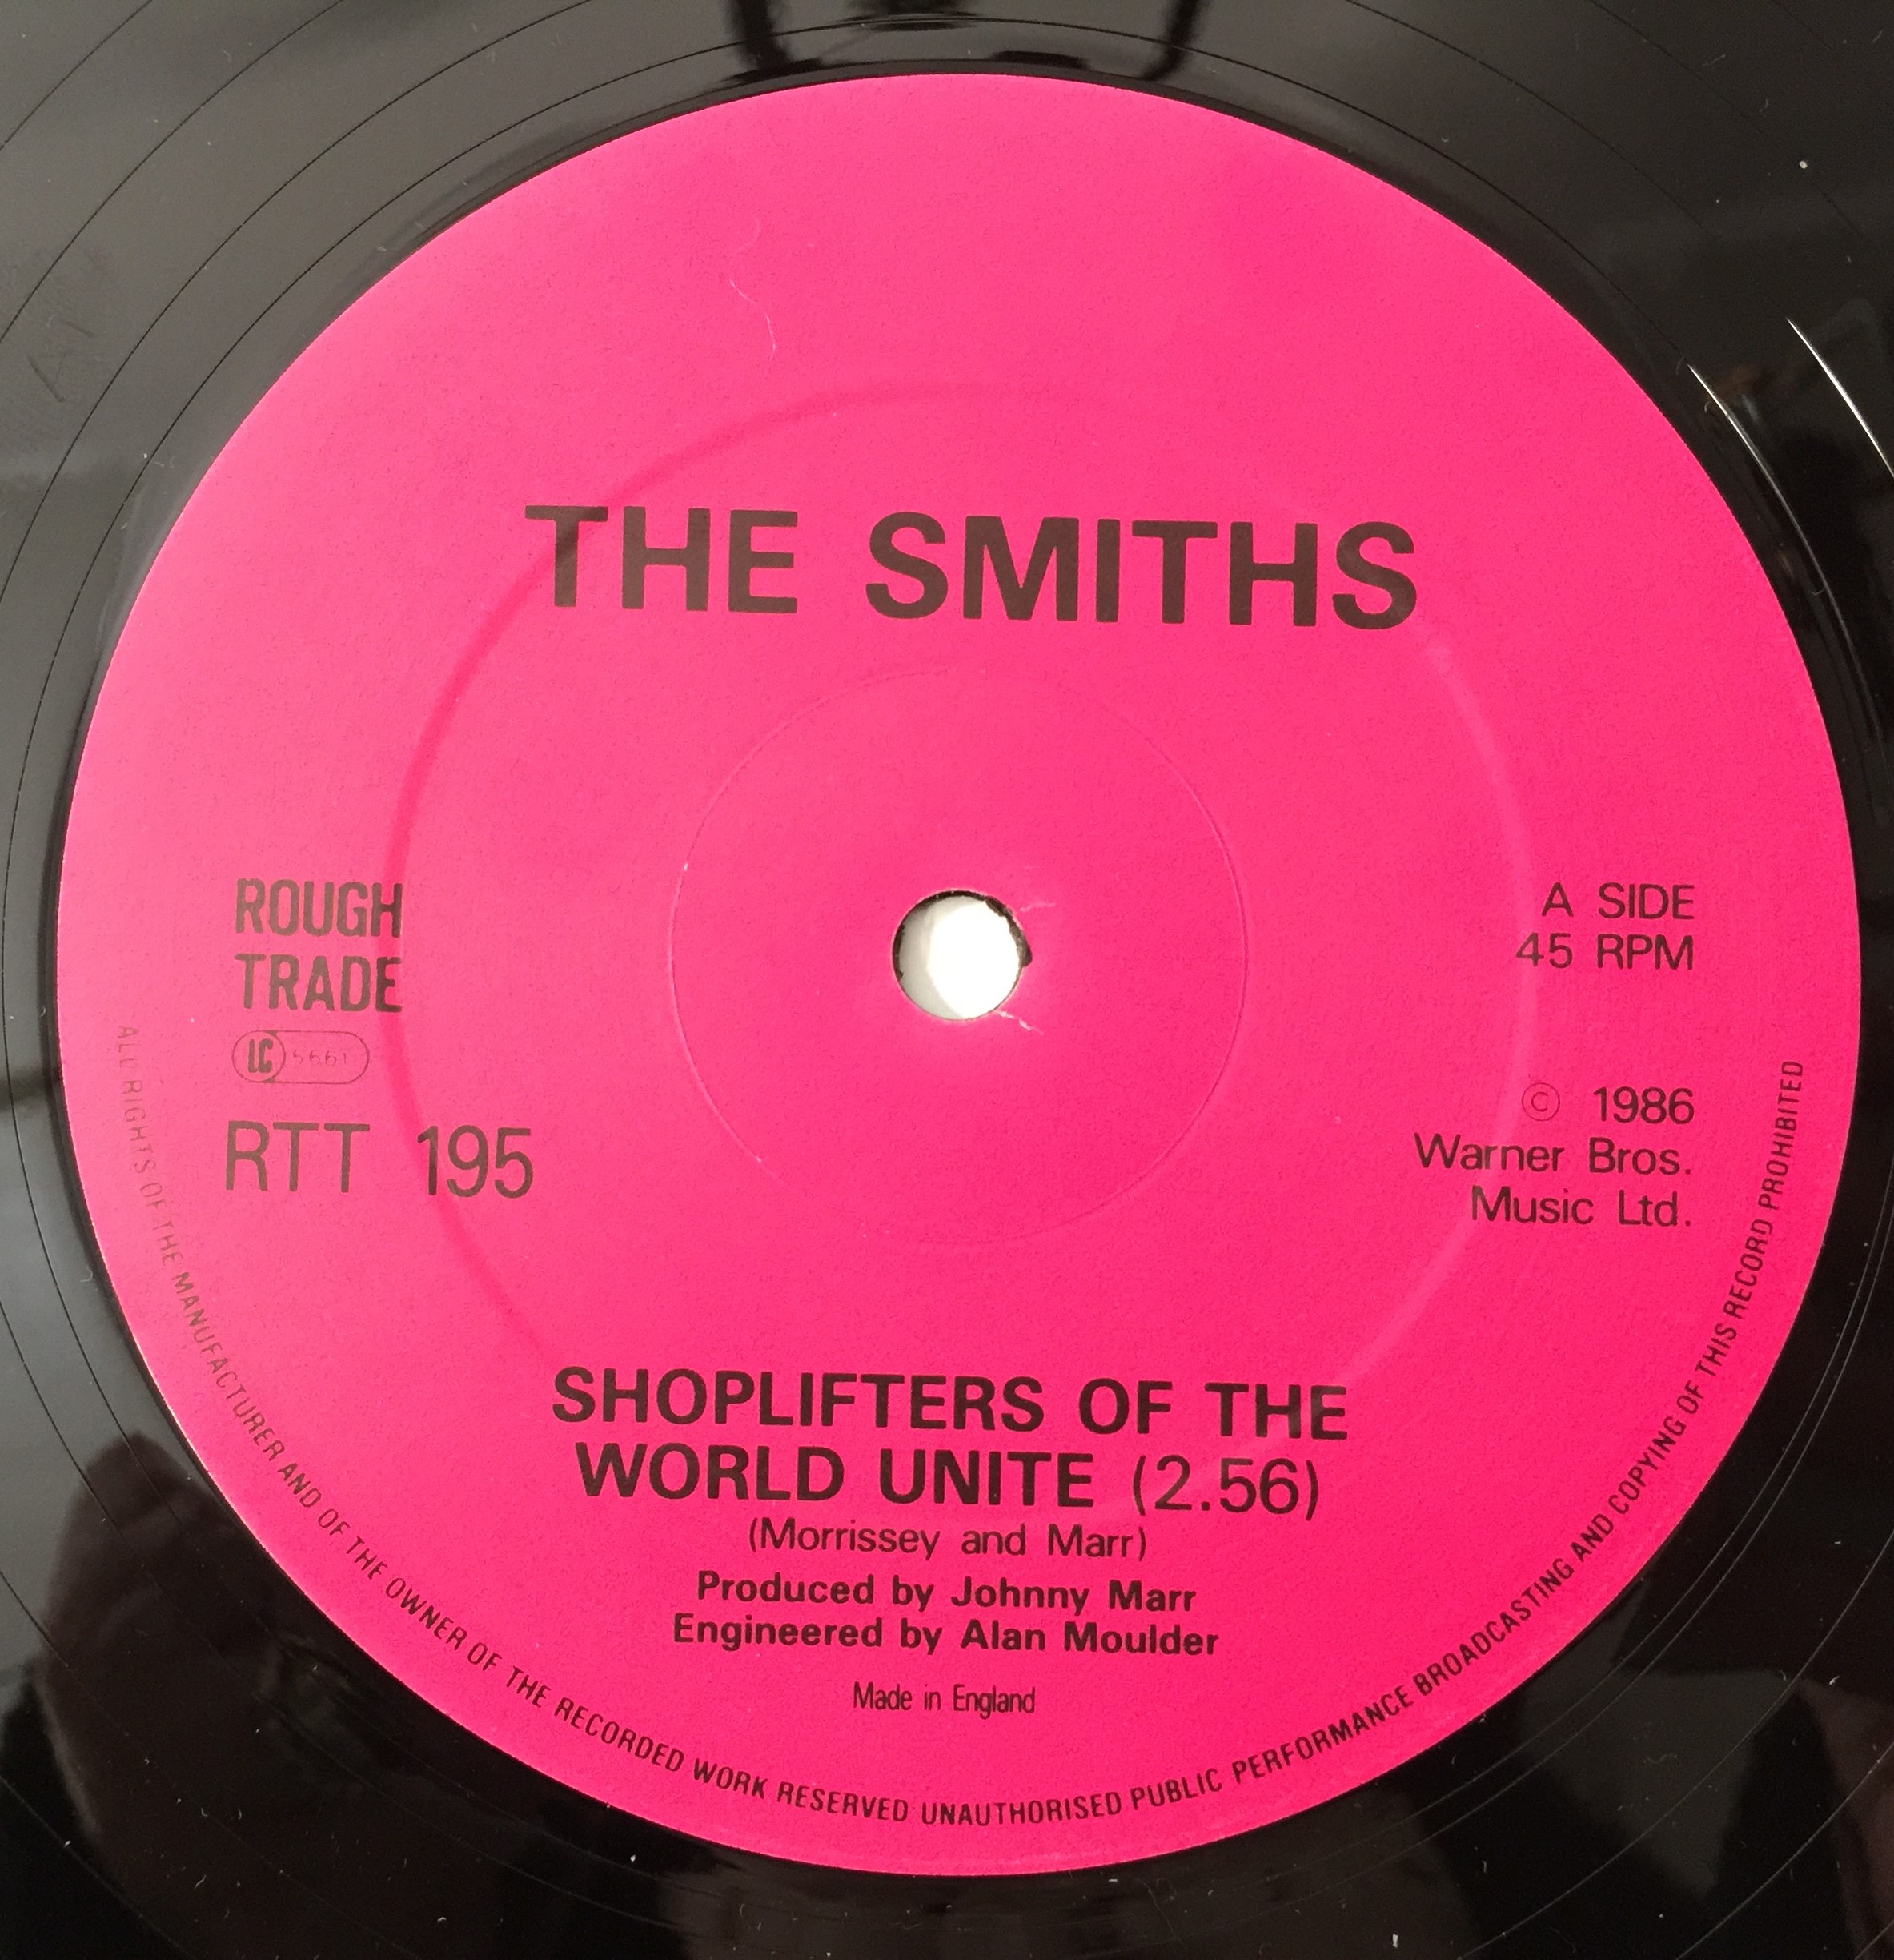 THE SMITHS
ROUGH
TRADE
LC 5661
RTT 195
A SIDE
45 RPM
© 1986
Warner Bros.
Music Ltd.
SHOPLIFTERS OF THE
WORLD UNITE (2.56)
(Morrissey and Marr)
Produced by Johnny Marr
Engineered by Alan Moulder
Made in England
ALL RIGHTS OF THE MANUFACTURER AND OF THE OWNER OF THE RECORDED WORK RESERVED UNAUTHORISED PUBLIC PERFORMANCE BROADCASTING AND COPYING OF THIS RECORD PROHIBITED